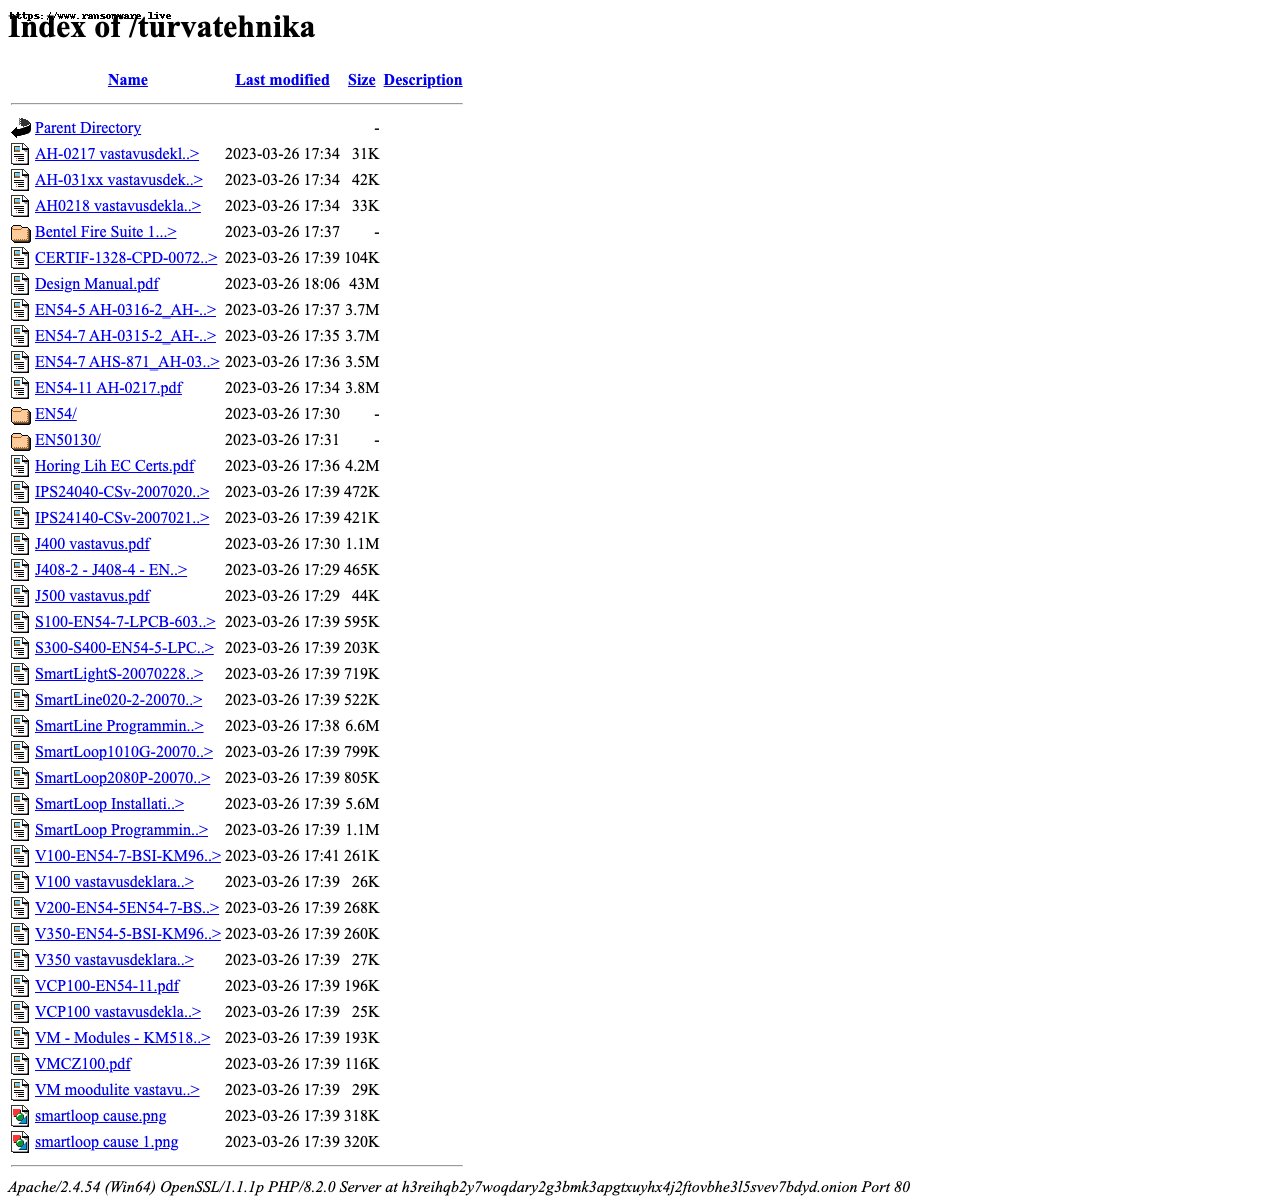 https://www.ransomware.live
Index of /turvatehnika
Name Last modified Size Description
Parent Directory -
AH-0217 vastavusdekl..> 2023-03-26 17:34 31K
AH-031xx vastavusdek..> 2023-03-26 17:34 42K
AH0218 vastavusdekla..> 2023-03-26 17:34 33K
Bentel Fire Suite 1...> 2023-03-26 17:37 -
CERTIF-1328-CPD-0072..> 2023-03-26 17:39 104K
Design Manual.pdf 2023-03-26 18:06 43M
EN54-5 AH-0316-2_AH-..> 2023-03-26 17:37 3.7M
EN54-7 AH-0315-2_AH-..> 2023-03-26 17:35 3.7M
EN54-7 AHS-871_AH-03..> 2023-03-26 17:36 3.5M
EN54-11 AH-0217.pdf 2023-03-26 17:34 3.8M
EN54/ 2023-03-26 17:30 -
EN50130/ 2023-03-26 17:31 -
Horing Lih EC Certs.pdf 2023-03-26 17:36 4.2M
IPS24040-CSv-2007020..> 2023-03-26 17:39 472K
IPS24140-CSv-2007021..> 2023-03-26 17:39 421K
J400 vastavus.pdf 2023-03-26 17:30 1.1M
J408-2 - J408-4 - EN..> 2023-03-26 17:29 465K
J500 vastavus.pdf 2023-03-26 17:29 44K
S100-EN54-7-LPCB-603..> 2023-03-26 17:39 595K
S300-S400-EN54-5-LPC..> 2023-03-26 17:39 203K
SmartLightS-20070228..> 2023-03-26 17:39 719K
SmartLine020-2-20070..> 2023-03-26 17:39 522K
SmartLine Programmin..> 2023-03-26 17:38 6.6M
SmartLoop1010G-20070..> 2023-03-26 17:39 799K
SmartLoop2080P-20070..> 2023-03-26 17:39 805K
SmartLoop Installati..> 2023-03-26 17:39 5.6M
SmartLoop Programmin..> 2023-03-26 17:39 1.1M
V100-EN54-7-BSI-KM96..> 2023-03-26 17:41 261K
V100 vastavusdeklara..> 2023-03-26 17:39 26K
V200-EN54-5EN54-7-BS..> 2023-03-26 17:39 268K
V350-EN54-5-BSI-KM96..> 2023-03-26 17:39 260K
V350 vastavusdeklara..> 2023-03-26 17:39 27K
VCP100-EN54-11.pdf 2023-03-26 17:39 196K
VCP100 vastavusdekla..> 2023-03-26 17:39 25K
VM - Modules - KM518..> 2023-03-26 17:39 193K
VMCZ100.pdf 2023-03-26 17:39 116K
VM moodulite vastavu..> 2023-03-26 17:39 29K
smartloop cause.png 2023-03-26 17:39 318K
smartloop cause 1.png 2023-03-26 17:39 320K
Apache/2.4.54 (Win64) OpenSSL/1.1.1p PHP/8.2.0 Server at h3reihqb2y7woqdary2g3bmk3apgtxuyhx4j2ftovbhe3l5svev7bdyd.onion Port 80